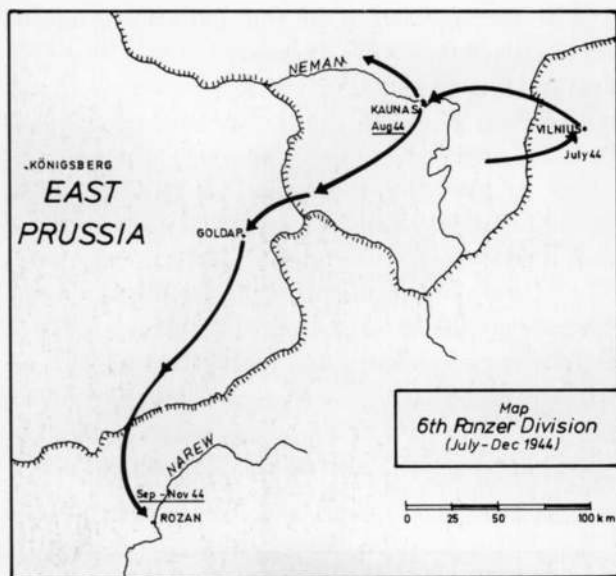 NEMAN
KAUNAS
Aug 44
VILNIUS
July 44
KÖNIGSBERG
EAST
PRUSSIA
GOLDAP
Map
6th Panzer Division
(July - Dec 1944)
NAREW
Sep - Nov 44
ROZAN
0 25 50 100 km